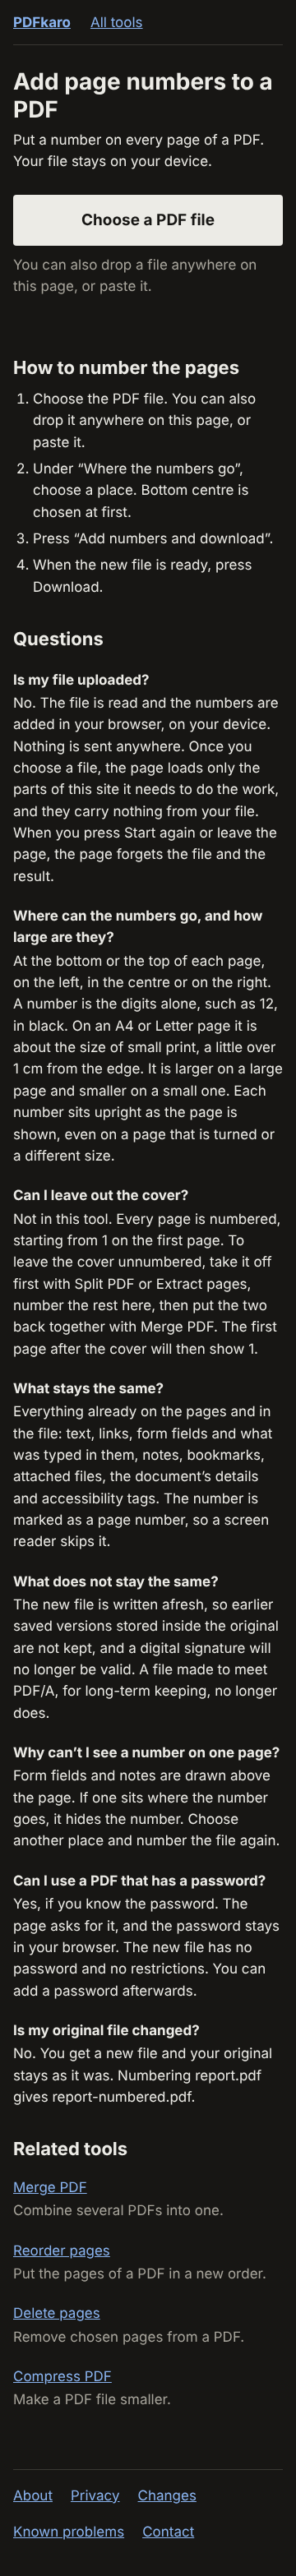 PDFkaro All tools
Add page numbers to a
PDF
Put a number on every page of a PDF.
Your file stays on your device.
Choose a PDF file
You can also drop a file anywhere on
this page, or paste it.
How to number the pages
1. Choose the PDF file. You can also
drop it anywhere on this page, or
paste it.
2. Under “Where the numbers go”,
choose a place. Bottom centre is
chosen at first.
3. Press “Add numbers and download”.
4. When the new file is ready, press
Download.
Questions
Is my file uploaded?
No. The file is read and the numbers are
added in your browser, on your device.
Nothing is sent anywhere. Once you
choose a file, the page loads only the
parts of this site it needs to do the work,
and they carry nothing from your file.
When you press Start again or leave the
page, the page forgets the file and the
result.
Where can the numbers go, and how
large are they?
At the bottom or the top of each page,
on the left, in the centre or on the right.
A number is the digits alone, such as 12,
in black. On an A4 or Letter page it is
about the size of small print, a little over
1 cm from the edge. It is larger on a large
page and smaller on a small one. Each
number sits upright as the page is
shown, even on a page that is turned or
a different size.
Can I leave out the cover?
Not in this tool. Every page is numbered,
starting from 1 on the first page. To
leave the cover unnumbered, take it off
first with Split PDF or Extract pages,
number the rest here, then put the two
back together with Merge PDF. The first
page after the cover will then show 1.
What stays the same?
Everything already on the pages and in
the file: text, links, form fields and what
was typed in them, notes, bookmarks,
attached files, the document’s details
and accessibility tags. The number is
marked as a page number, so a screen
reader skips it.
What does not stay the same?
The new file is written afresh, so earlier
saved versions stored inside the original
are not kept, and a digital signature will
no longer be valid. A file made to meet
PDF/A, for long-term keeping, no longer
does.
Why can’t I see a number on one page?
Form fields and notes are drawn above
the page. If one sits where the number
goes, it hides the number. Choose
another place and number the file again.
Can I use a PDF that has a password?
Yes, if you know the password. The
page asks for it, and the password stays
in your browser. The new file has no
password and no restrictions. You can
add a password afterwards.
Is my original file changed?
No. You get a new file and your original
stays as it was. Numbering report.pdf
gives report-numbered.pdf.
Related tools
Merge PDF
Combine several PDFs into one.
Reorder pages
Put the pages of a PDF in a new order.
Delete pages
Remove chosen pages from a PDF.
Compress PDF
Make a PDF file smaller.
About Privacy Changes
Known problems Contact